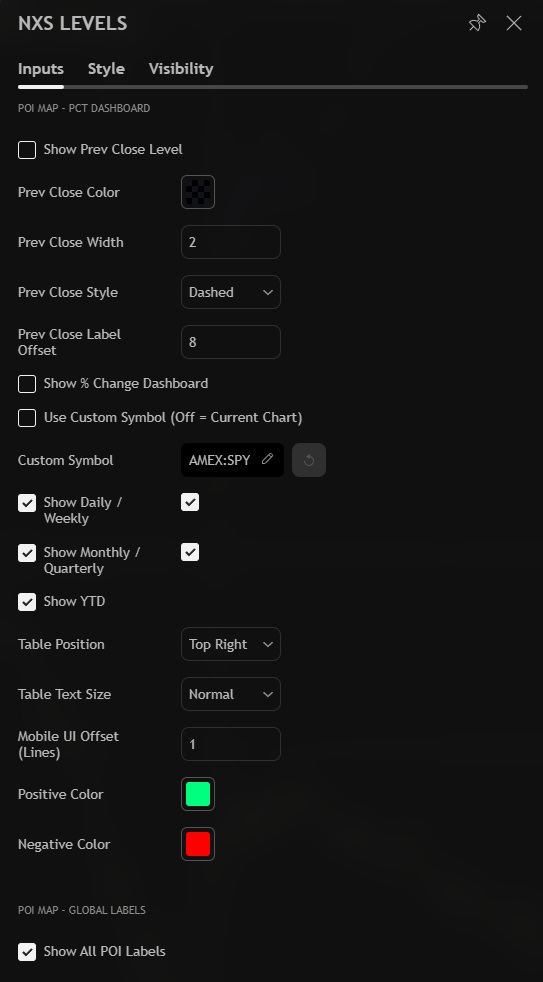 NXS LEVELS
Inputs Style Visibility
POI MAP - PCT DASHBOARD
Show Prev Close Level
Prev Close Color
Prev Close Width 2
Prev Close Style Dashed
Prev Close Label
Offset 8
Show % Change Dashboard
Use Custom Symbol (Off = Current Chart)
Custom Symbol AMEX:SPY
Show Daily /
Weekly
Show Monthly /
Quarterly
Show YTD
Table Position Top Right
Table Text Size Normal
Mobile UI Offset
(Lines) 1
Positive Color
Negative Color
POI MAP - GLOBAL LABELS
Show All POI Labels